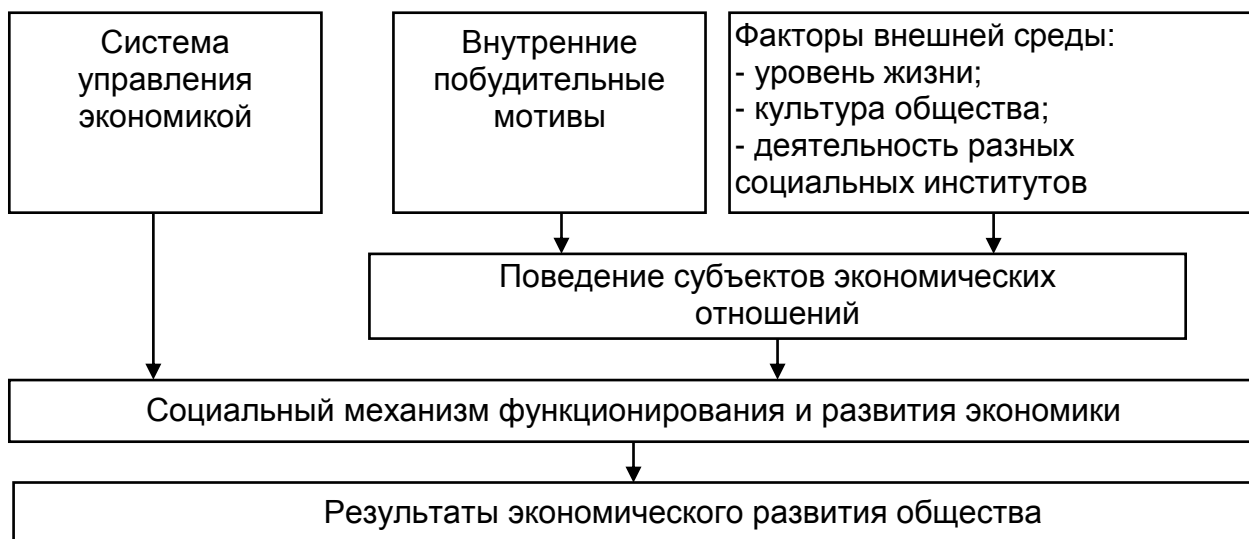 Система
управления
экономикой
Внутренние
побудительные
мотивы
Факторы внешней среды:
- уровень жизни;
- культура общества;
- деятельность разных
социальных институтов
Поведение субъектов экономических
отношений
Социальный механизм функционирования и развития экономики
Результаты экономического развития общества